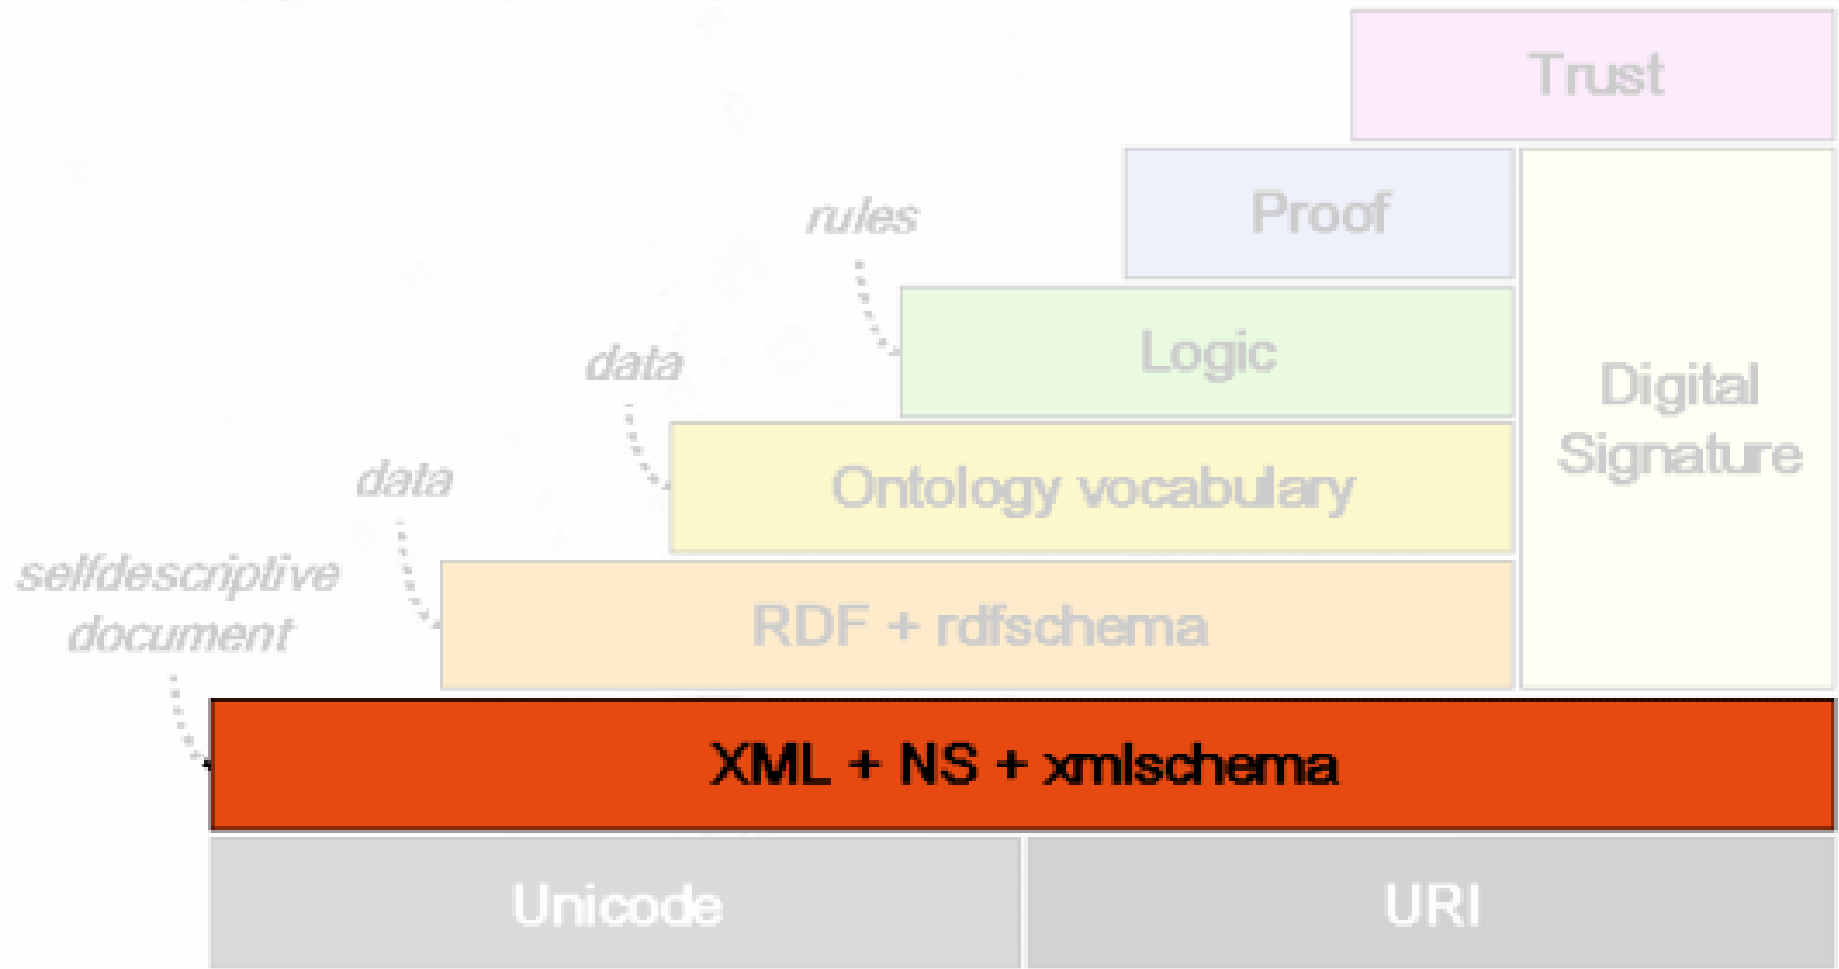 Trust
Proof
rules
Logic
data
Digital
Signature
Ontology vocabulary
data
selfdescriptive
document
RDF + rdfschema
XML + NS + xmlschema
Unicode
URI